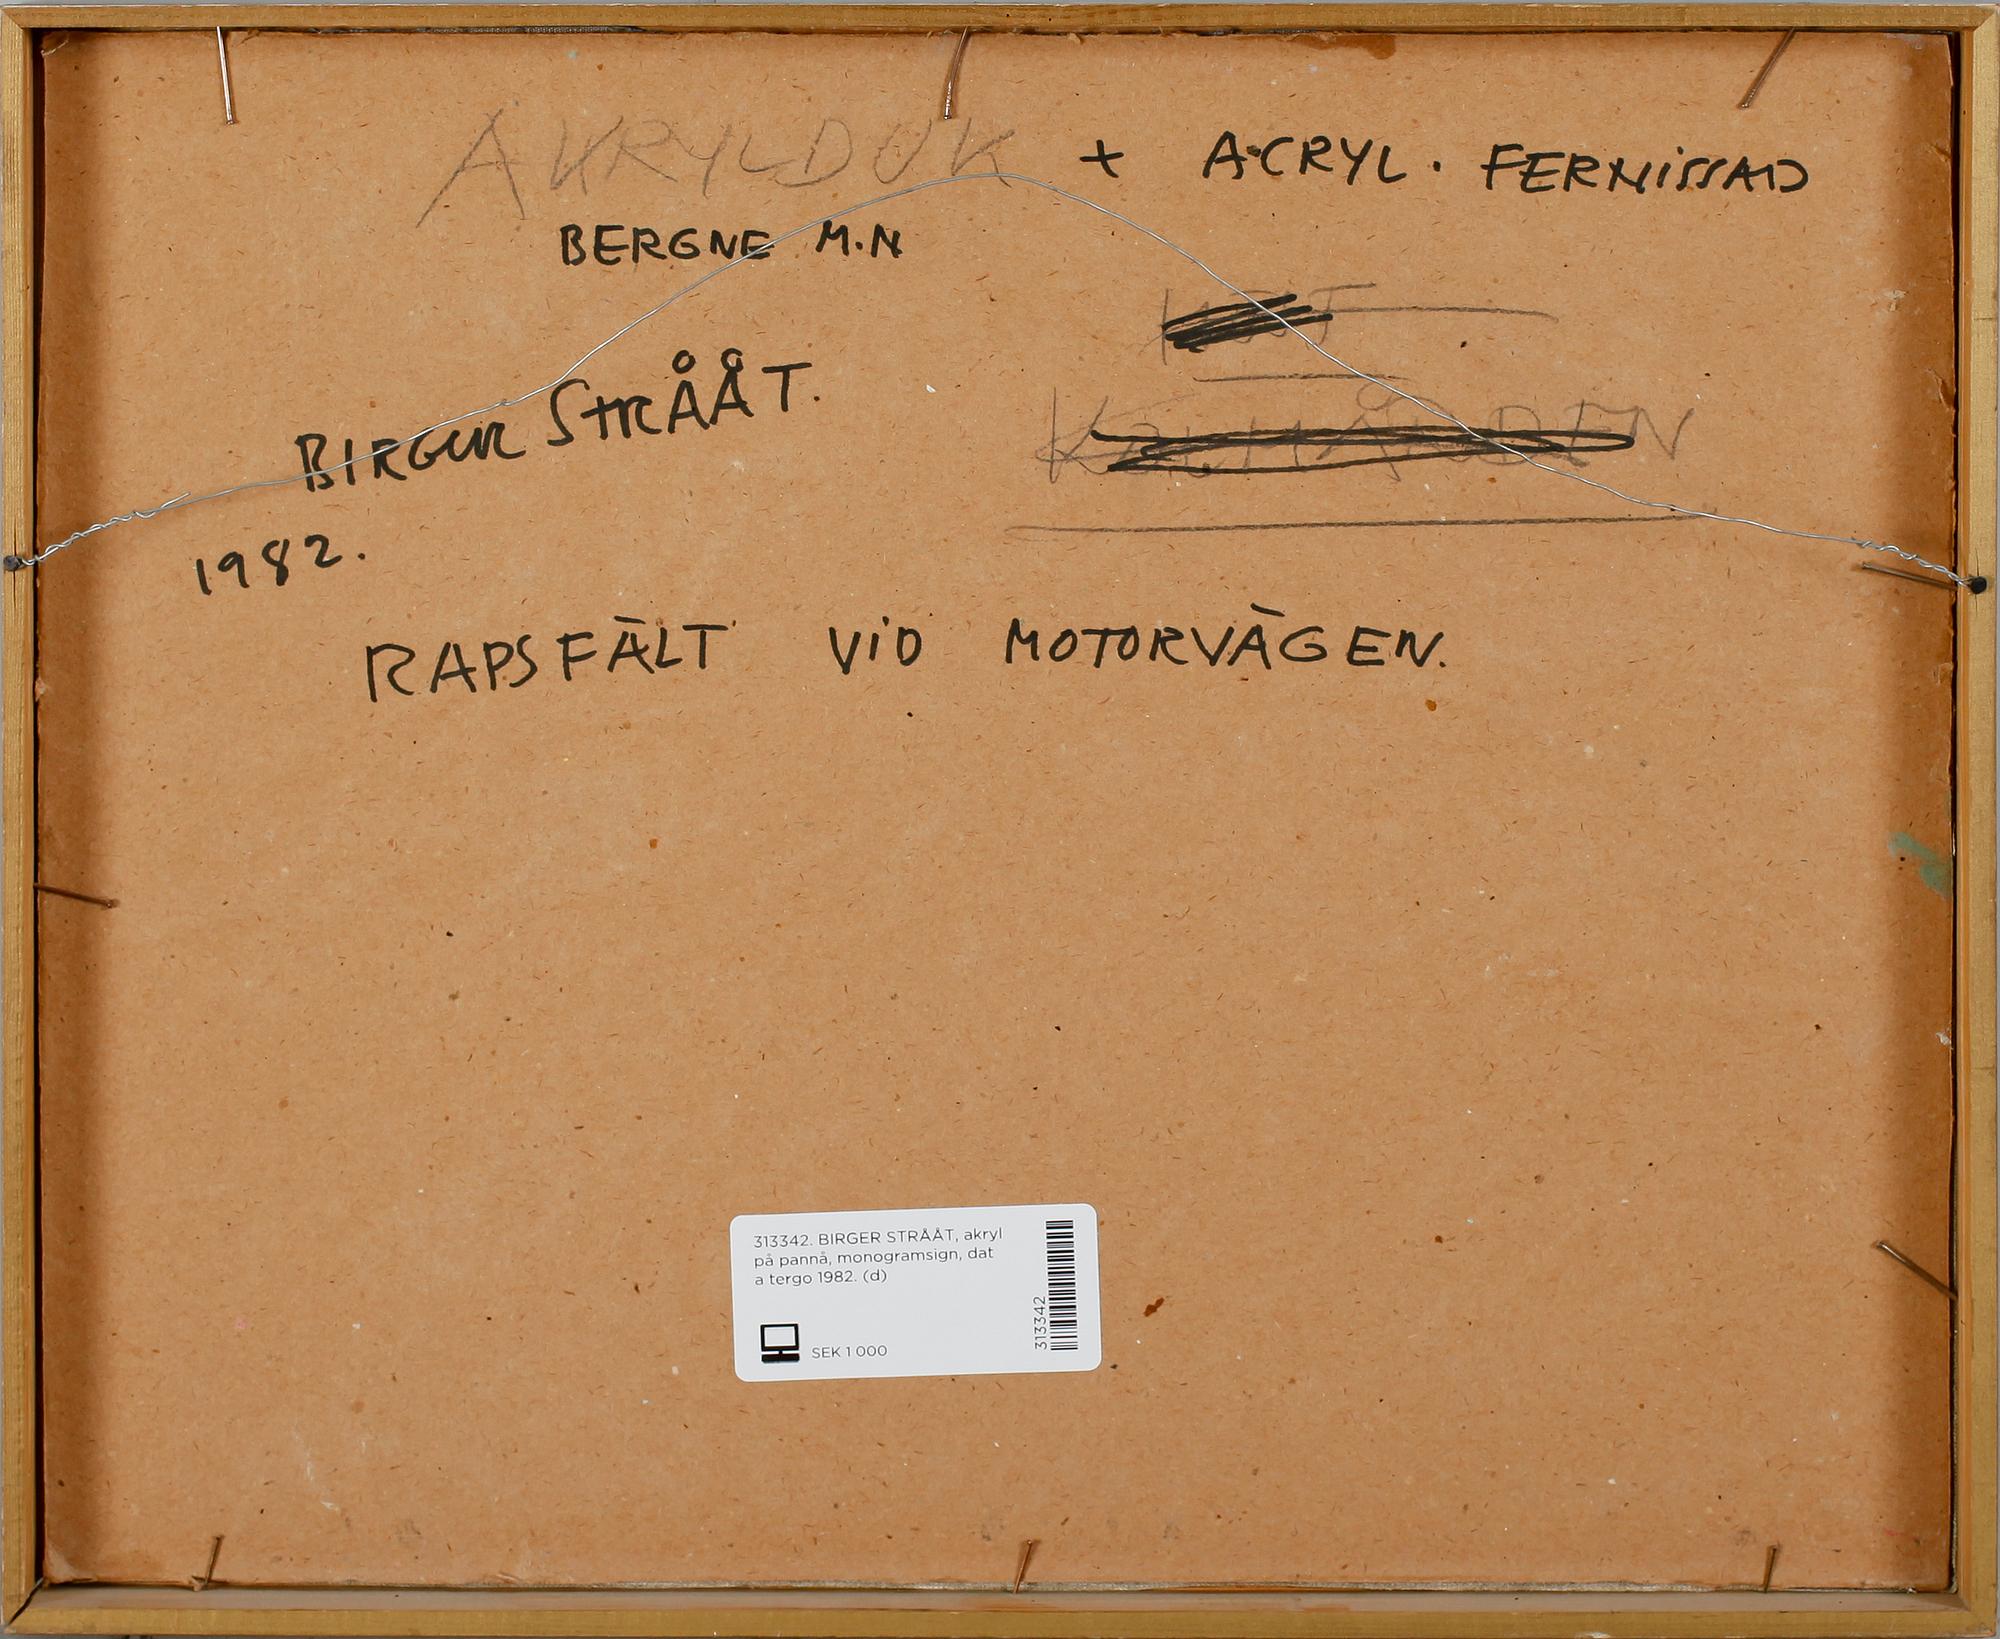 AKRYLDUK + ACRYL. FERNISSAD
BERGNE M.N
BIRGER STRÅÅT.
KOLMÅRDEN
1982.
RAPSFÄLT VID MOTORVÄGEN.
313342. BIRGER STRÅÅT, akryl
på pannå, monogramsign, dat
a tergo 1982. (d)
SEK 1 000
313342